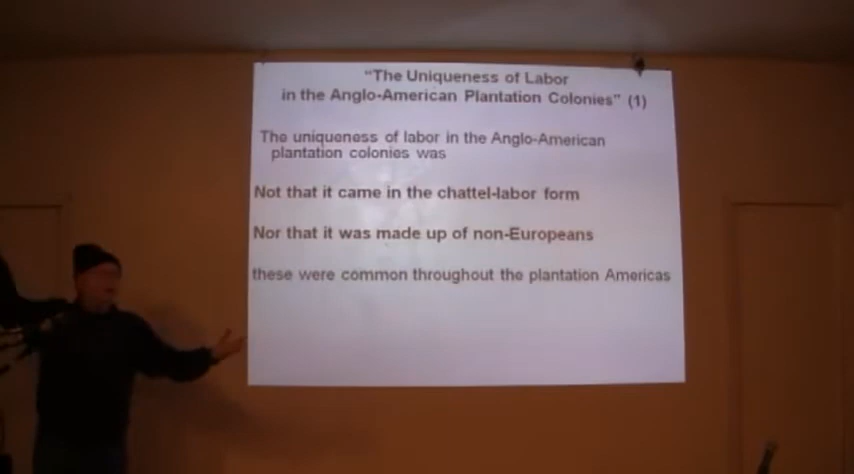 "The Uniqueness of Labor
in the Anglo-American Plantation Colonies" (1)
The uniqueness of labor in the Anglo-American
plantation colonies was
Not that it came in the chattel-labor form
Nor that it was made up of non-Europeans
these were common throughout the plantation Americas